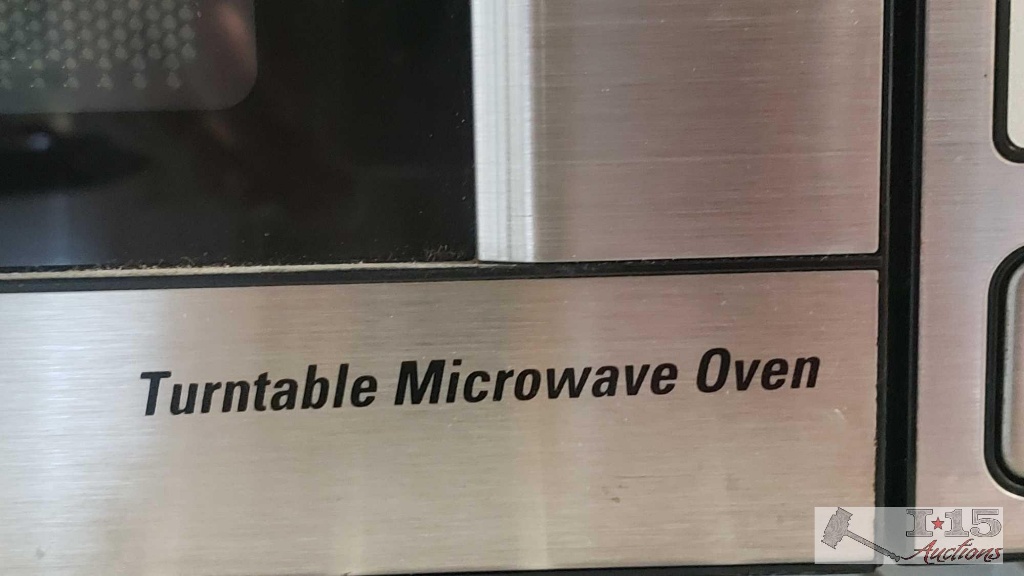 Turntable Microwave Oven
I★15
Auctions